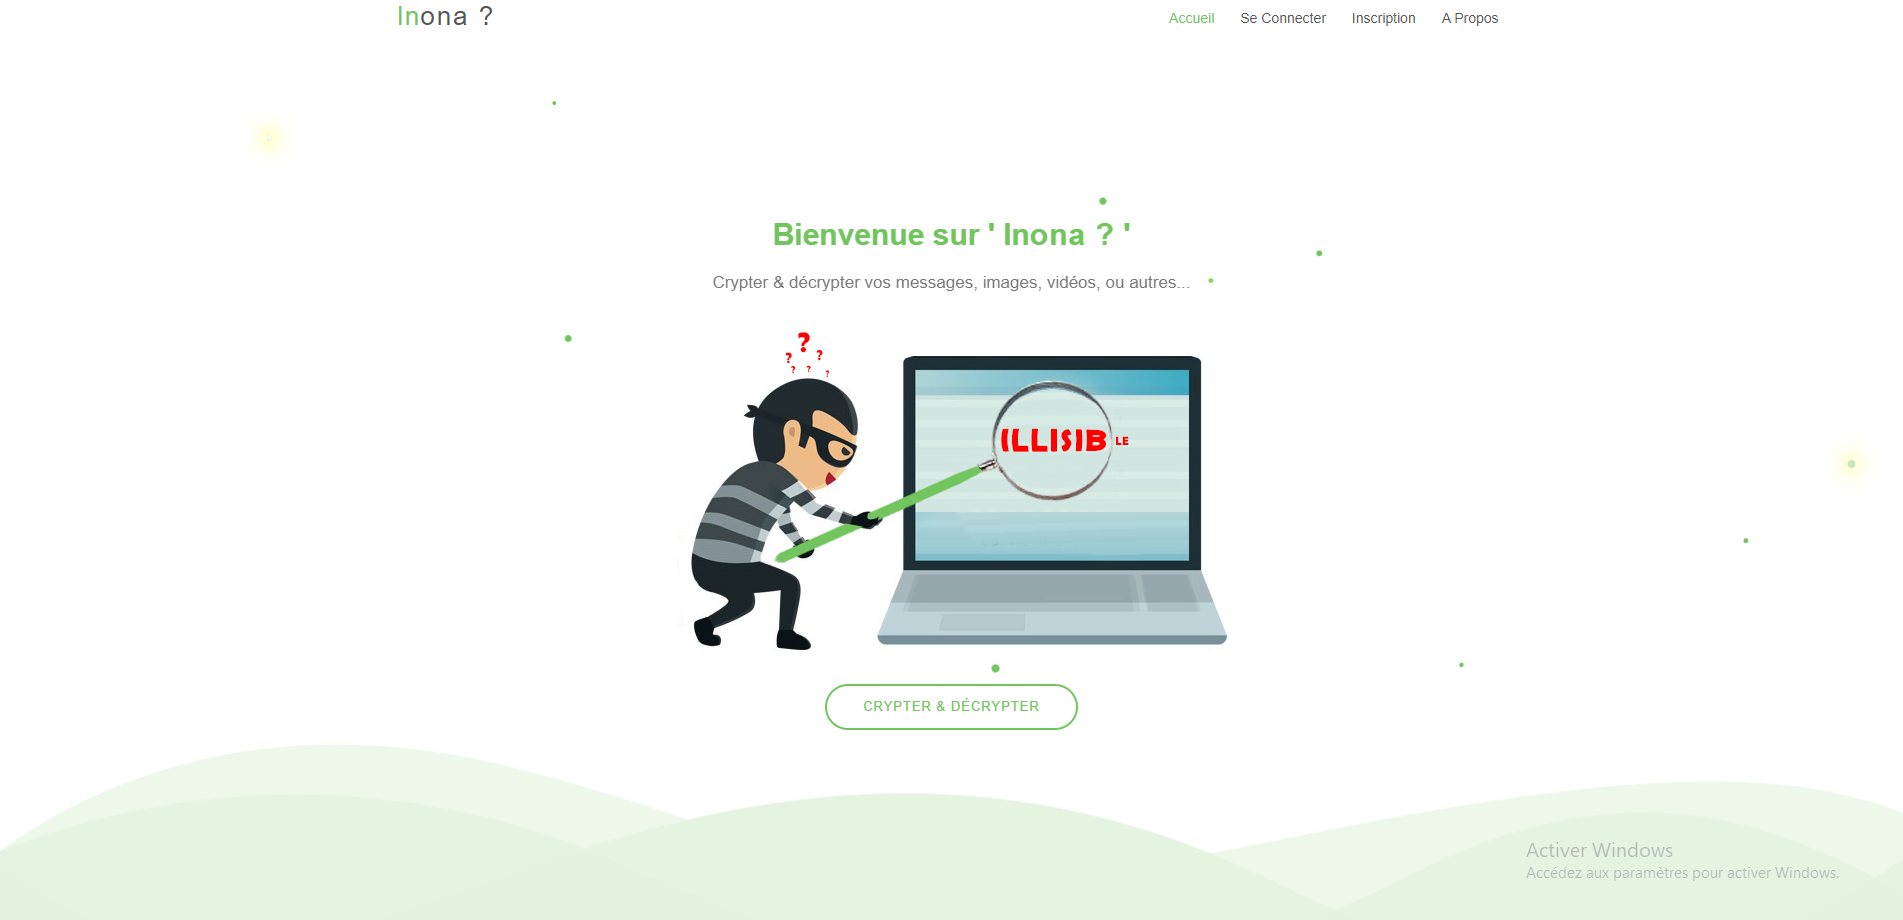 Inona ?
Accueil Se Connecter Inscription A Propos
Bienvenue sur ' Inona ? '
Crypter & décrypter vos messages, images, vidéos, ou autres...
?
? ?
? ? ?
ILLISIB LE
CRYPTER & DÉCRYPTER
Activer Windows
Accédez aux paramètres pour activer Windows.